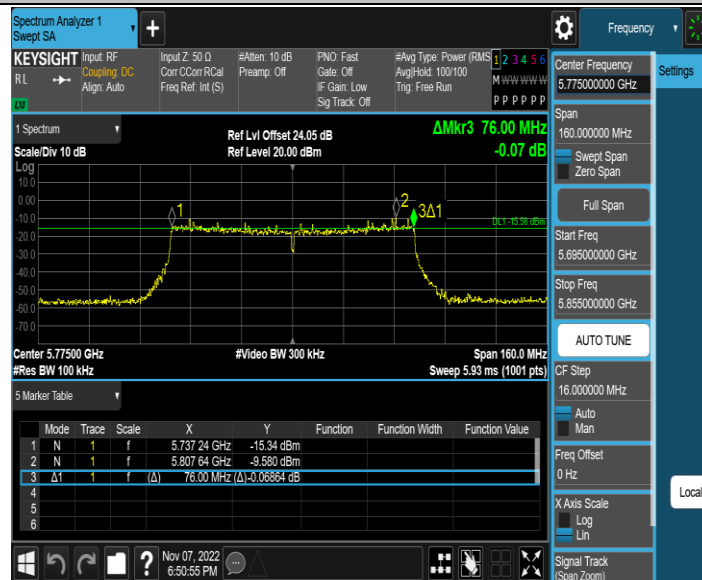 Spectrum Analyzer 1
Swept SA
+
Frequency
KEYSIGHT
RL
LXI
Input: RF
Coupling: DC
Align: Auto
Input Z: 50 Ω
Corr CCorr RCal
Freq Ref: Int (S)
#Atten: 10 dB
Preamp: Off
PNO: Fast
Gate: Off
IF Gain: Low
Sig Track: Off
#Avg Type: Power (RMS
Avg|Hold: 100/100
Trig: Free Run
1 2 3 4 5 6
M W W W W W
P P P P P P
1 Spectrum
Scale/Div 10 dB
Log
Ref Lvl Offset 24.05 dB
Ref Level 20.00 dBm
ΔMkr3 76.00 MHz
-0.07 dB
10.0
0.00
-10.0
-20.0
-30.0
-40.0
-50.0
-60.0
-70.0
1
2
3Δ1
DL1 -15.58 dBm
Center 5.77500 GHz
#Video BW 300 kHz
Span 160.0 MHz
#Res BW 100 kHz
Sweep 5.93 ms (1001 pts)
5 Marker Table
Mode Trace Scale X Y Function Function Width Function Value
1 N 1 f 5.737 24 GHz -15.34 dBm
2 N 1 f 5.807 64 GHz -9.580 dBm
3 Δ1 1 f (Δ) 76.00 MHz (Δ) -0.06864 dB
4
5
6
Nov 07, 2022
6:50:55 PM
?
Center Frequency
5.775000000 GHz
Span
160.000000 MHz
Swept Span
Zero Span
Full Span
Start Freq
5.695000000 GHz
Stop Freq
5.855000000 GHz
AUTO TUNE
CF Step
16.000000 MHz
Auto
Man
Freq Offset
0 Hz
X Axis Scale
Log
Lin
Signal Track
(Span Zoom)
Settings
Local